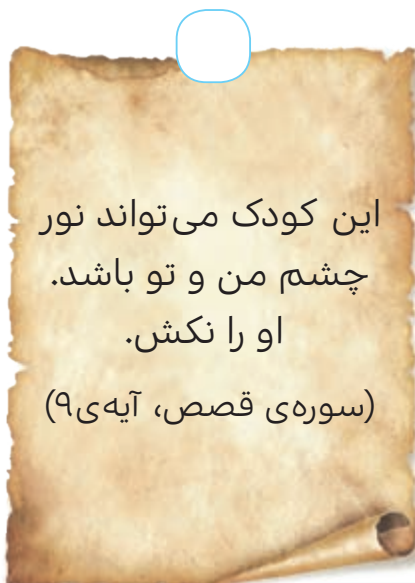 این کودک می‌تواند نور
چشم من و تو باشد.
او را نکش.
(سوره‌ی قصص، آیه‌ی۹)